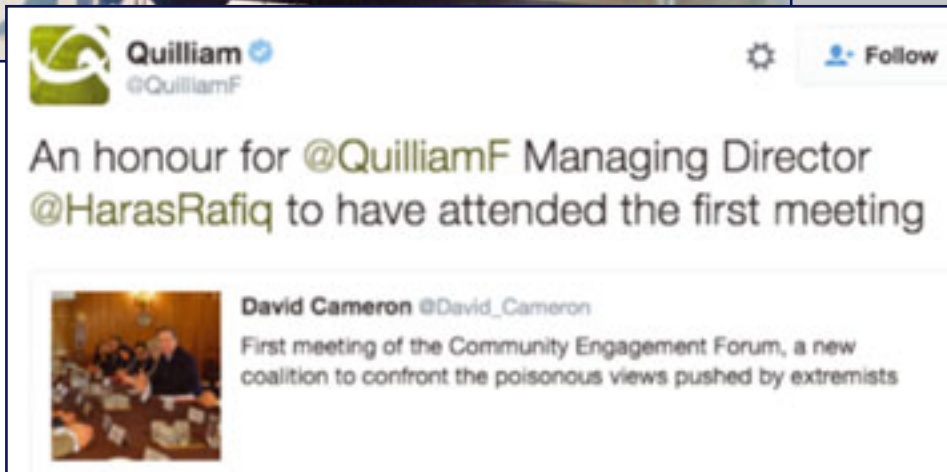 Quilliam
@QuilliamF
Follow
An honour for @QuilliamF Managing Director
@HarasRafiq to have attended the first meeting
David Cameron @David_Cameron
First meeting of the Community Engagement Forum, a new
coalition to confront the poisonous views pushed by extremists